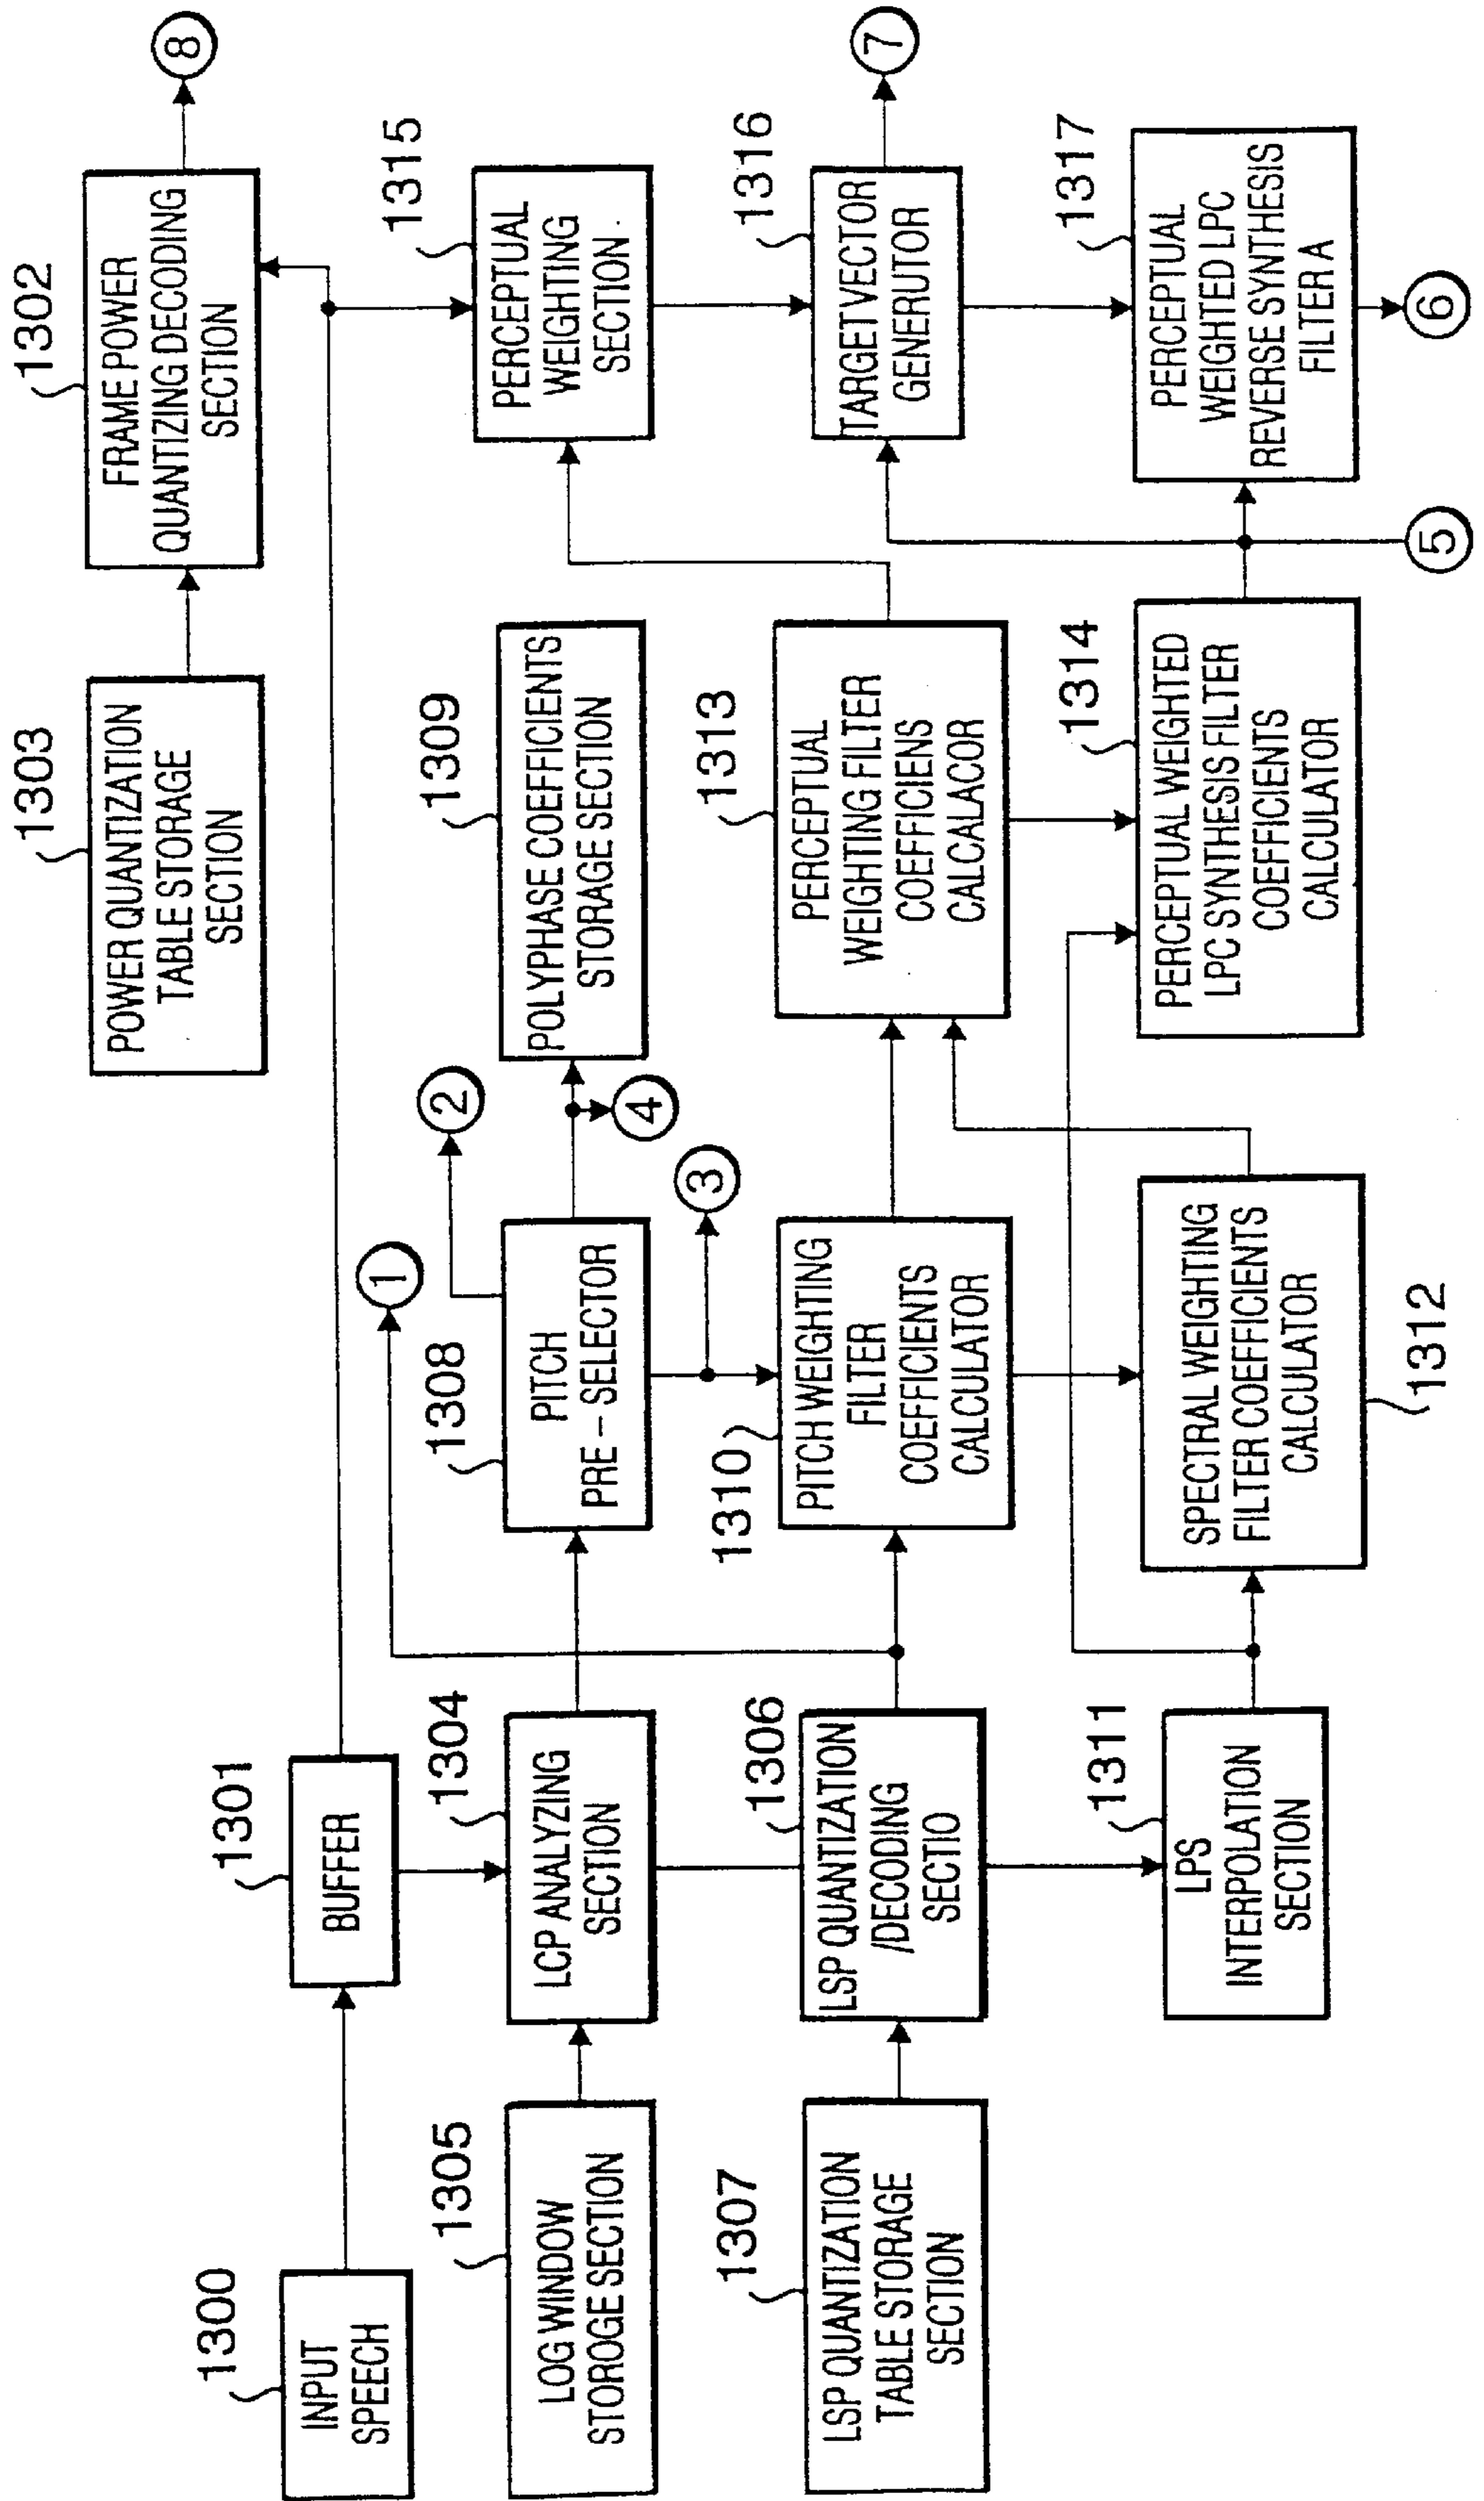 1300
INPUT
SPEECH
1301
BUFFER
1303
POWER QUANTIZATION
TABLE STORAGE
SECTION
1302
FRAME POWER
QUANTIZING DECODING
SECTION
8
1305
LOG WINDOW
STOROGE SECTION
1304
LCP ANALYZING
SECTION
1
1308
PITCH
PRE-SELECTOR
2
3
4
1309
POLYPHASE COEFFICIENTS
STORAGE SECTION
1315
PERCEPTUAL
WEIGHTING
SECTION
1307
LSP QUANTIZATION
TABLE STORAGE
SECTION
1306
LSP QUANTIZATION
/DECODING
SECTIO
1310
PITCH WEIGHTING
FILTER
COEFFICIENTS
CALCULATOR
1313
PERCEPTUAL
WEIGHTING FILTER
COEFFICIENS
CALCALACOR
1316
TARGET VECTOR
GENERUTOR
7
1311
LPS
INTERPOLATION
SECTION
SPECTRAL WEIGHTING
FILTER COEFFICIENTS
CALCULATOR
1312
1314
PERCEPTUAL WEIGHTED
LPC SYNTHESIS FILTER
COEFFICIENTS
CALCULATOR
5
1317
PERCEPTUAL
WEIGHTED LPC
REVERSE SYNTHESIS
FILTER A
6